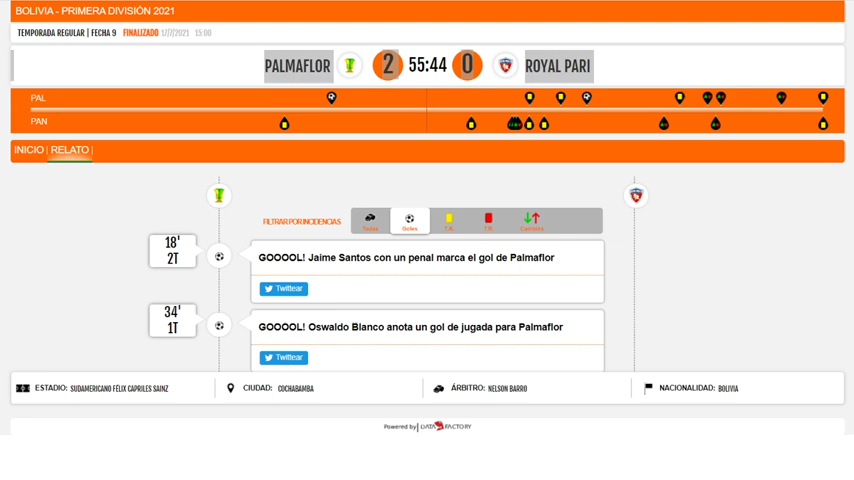 BOLIVIA - PRIMERA DIVISIÓN 2021
TEMPORADA REGULAR | FECHA 9 FINALIZADO 17/7/2021 15:00
PALMAFLOR 2 55:44 0 ROYAL PARI
PAL
PAN
INICIO | RELATO |
FILTRAR POR INCIDENCIAS Todas Goles T.A. T.R. Cambios
18'
2T
GOOOOL! Jaime Santos con un penal marca el gol de Palmaflor
Twittear
34'
1T
GOOOOL! Oswaldo Blanco anota un gol de jugada para Palmaflor
Twittear
ESTADIO: SUDAMERICANO FÉLIX CAPRILES SAINZ CIUDAD: COCHABAMBA ÁRBITRO: NELSON BARRO NACIONALIDAD: BOLIVIA
Powered by DATAFACTORY